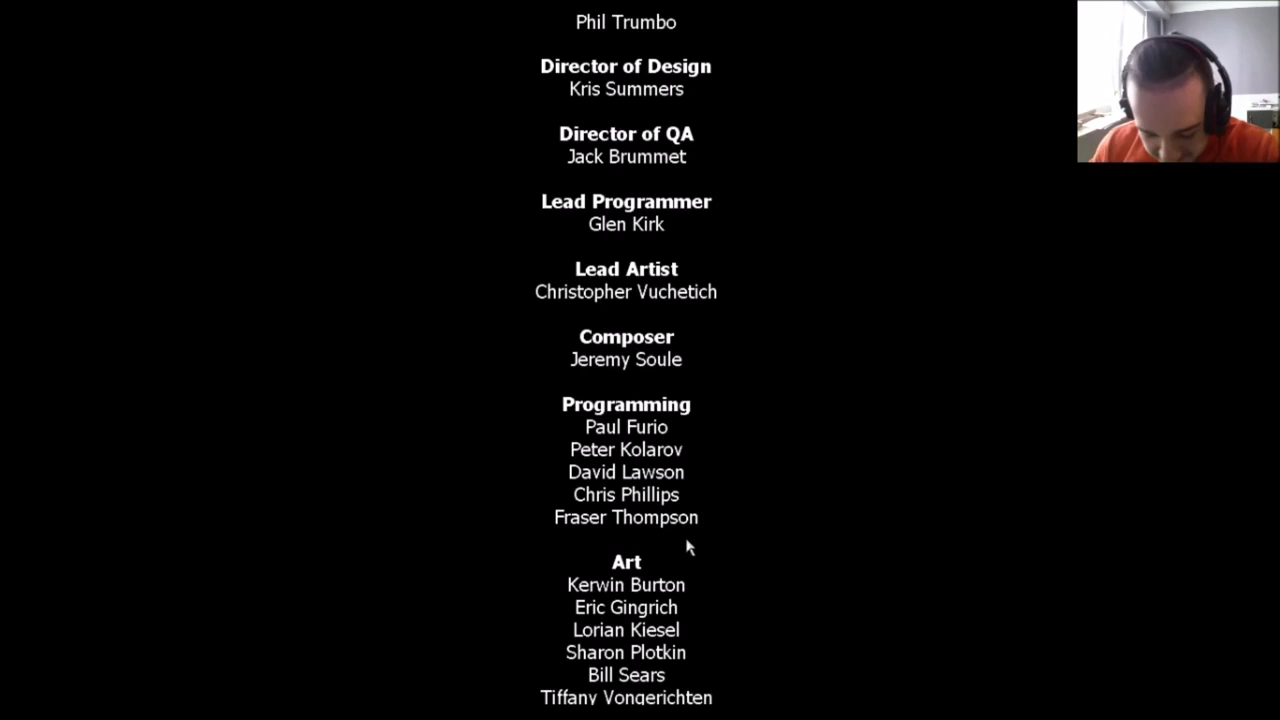 Phil Trumbo
Director of Design
Kris Summers
Director of QA
Jack Brummet
Lead Programmer
Glen Kirk
Lead Artist
Christopher Vuchetich
Composer
Jeremy Soule
Programming
Paul Furio
Peter Kolarov
David Lawson
Chris Phillips
Fraser Thompson
Art
Kerwin Burton
Eric Gingrich
Lorian Kiesel
Sharon Plotkin
Bill Sears
Tiffany Vongerichten